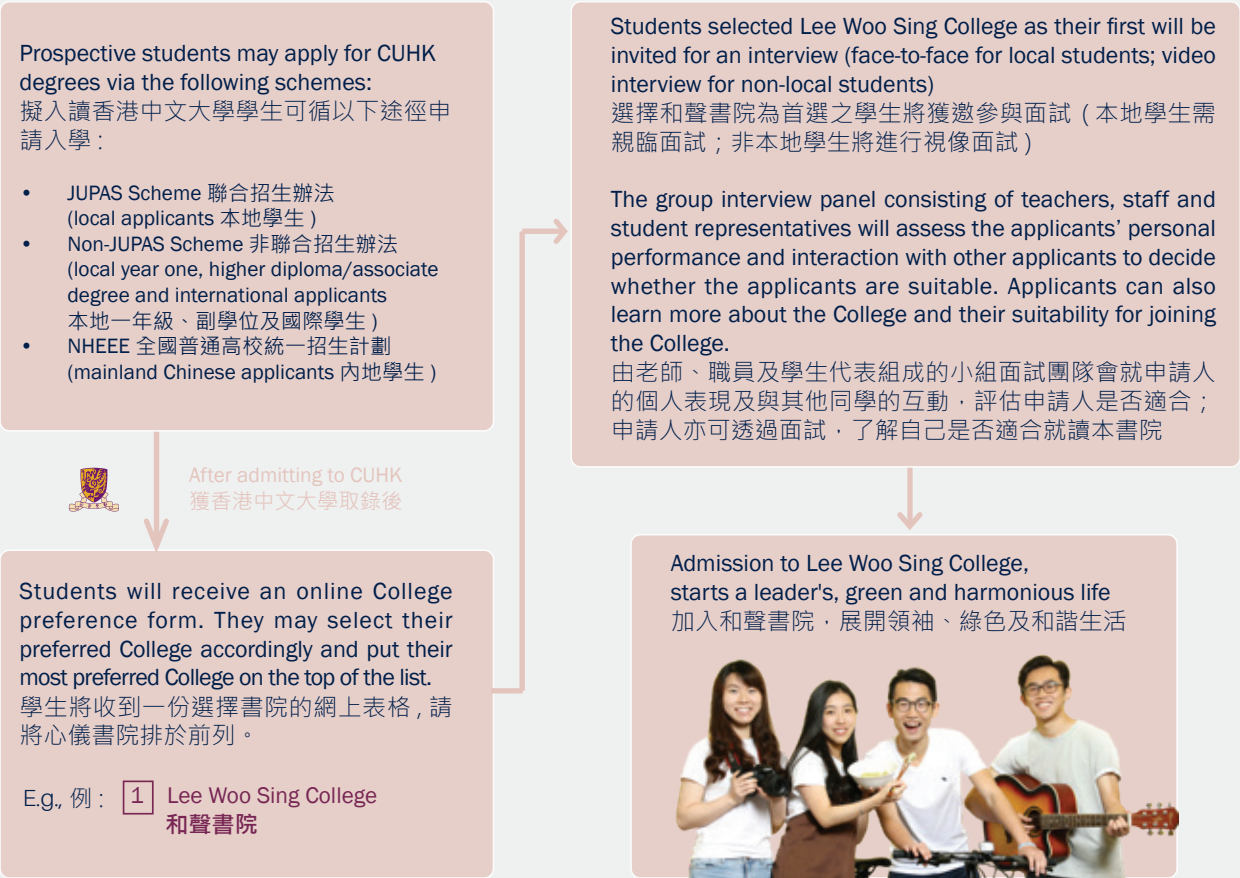 Prospective students may apply for CUHK
degrees via the following schemes:
擬入讀香港中文大學學生可循以下途徑申
請入學 :
• JUPAS Scheme 聯合招生辦法
(local applicants 本地學生 )
• Non-JUPAS Scheme 非聯合招生辦法
(local year one, higher diploma/associate
degree and international applicants
本地一年級、副學位及國際學生 )
• NHEEE 全國普通高校統一招生計劃
(mainland Chinese applicants 內地學生 )
After admitting to CUHK
獲香港中文大學取錄後
Students will receive an online College
preference form. They may select their
preferred College accordingly and put their
most preferred College on the top of the list.
學生將收到一份選擇書院的網上表格 , 請
將心儀書院排於前列。
E.g., 例 : 1 Lee Woo Sing College
和聲書院
Students selected Lee Woo Sing College as their first will be
invited for an interview (face-to-face for local students; video
interview for non-local students)
選擇和聲書院為首選之學生將獲邀參與面試 ( 本地學生需
親臨面試 ; 非本地學生將進行視像面試 )
The group interview panel consisting of teachers, staff and
student representatives will assess the applicants' personal
performance and interaction with other applicants to decide
whether the applicants are suitable. Applicants can also
learn more about the College and their suitability for joining
the College.
由老師、職員及學生代表組成的小組面試團隊會就申請人
的個人表現及與其他同學的互動，評估申請人是否適合 ;
申請人亦可透過面試，了解自己是否適合就讀本書院
Admission to Lee Woo Sing College,
starts a leader's, green and harmonious life
加入和聲書院，展開領袖、綠色及和諧生活